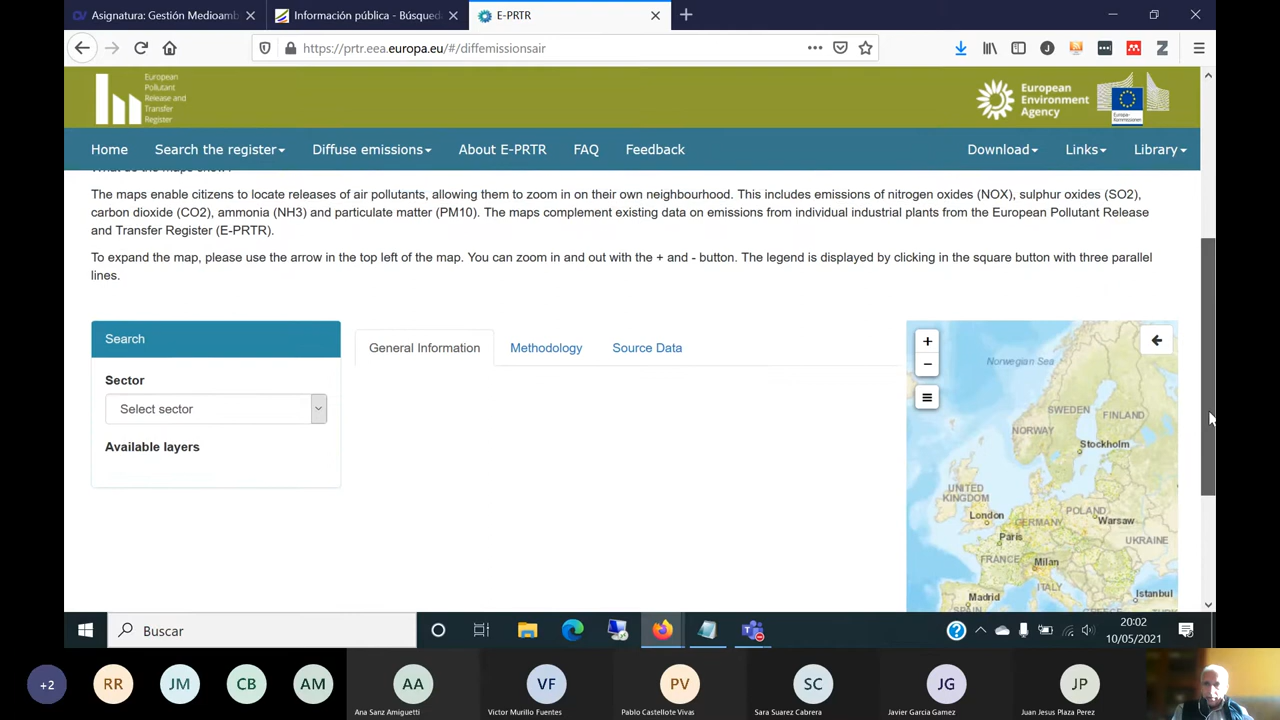 Asignatura: Gestión Medioamb
Información pública - Búsqued
E-PRTR
https://prtr.eea.europa.eu/#/diffemissionsair
European
Pollutant
Release and
Transfer
Register
European
Environment
Agency
Home
Search the register
Diffuse emissions
About E-PRTR
FAQ
Feedback
Download
Links
Library
The maps enable citizens to locate releases of air pollutants, allowing them to zoom in on their own neighbourhood. This includes emissions of nitrogen oxides (NOX), sulphur oxides (SO2),
carbon dioxide (CO2), ammonia (NH3) and particulate matter (PM10). The maps complement existing data on emissions from individual industrial plants from the European Pollutant Release
and Transfer Register (E-PRTR).
To expand the map, please use the arrow in the top left of the map. You can zoom in and out with the + and - button. The legend is displayed by clicking in the square button with three parallel
lines.
Search
General Information
Methodology
Source Data
Sector
Select sector
Available layers
+
-
Norwegian Sea
SWEDEN
FINLAND
NORWAY
Stockholm
UNITED
KINGDOM
London
POLAND
Warsaw
GERMANY
Paris
UKRAINE
FRANCE
Milan
ITALY
Madrid
Istanbul
SPAIN
GREECE
Buscar
20:02
10/05/2021
+2
RR
JM
CB
AM
AA
VF
PV
SC
JG
JP
Ana Sanz Amiguetti
Victor Murillo Fuentes
Pablo Castellote Vivas
Sara Suarez Cabrera
Javier Garcia Gamez
Juan Jesus Plaza Perez